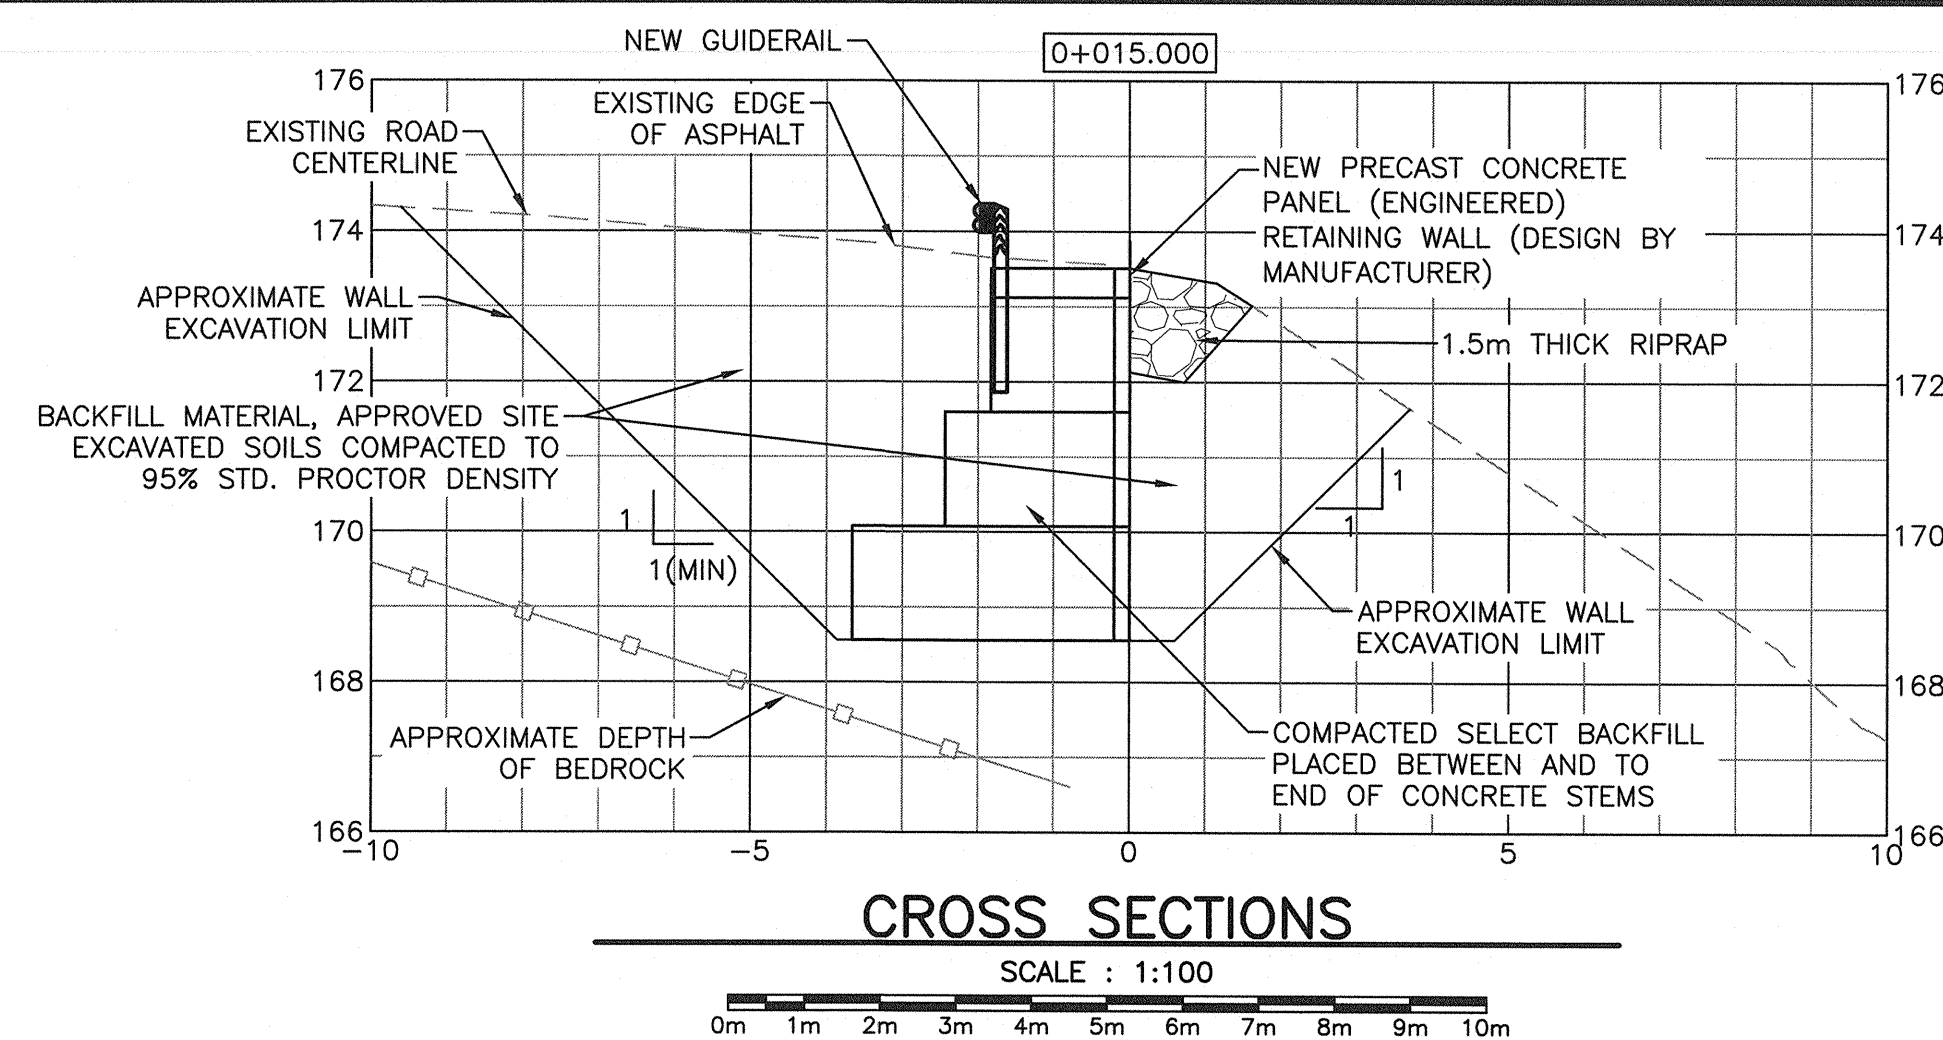 NEW GUIDERAIL
0+015.000
176
176
EXISTING EDGE
OF ASPHALT
EXISTING ROAD
CENTERLINE
NEW PRECAST CONCRETE
PANEL (ENGINEERED)
RETAINING WALL (DESIGN BY
MANUFACTURER)
174
174
APPROXIMATE WALL
EXCAVATION LIMIT
1.5m THICK RIPRAP
172
172
BACKFILL MATERIAL, APPROVED SITE
EXCAVATED SOILS COMPACTED TO
95% STD. PROCTOR DENSITY
1
1
1
1(MIN)
170
170
APPROXIMATE WALL
EXCAVATION LIMIT
168
168
APPROXIMATE DEPTH
OF BEDROCK
COMPACTED SELECT BACKFILL
PLACED BETWEEN AND TO
END OF CONCRETE STEMS
166
166
-10
-5
0
5
10
CROSS SECTIONS
SCALE : 1:100
0m 1m 2m 3m 4m 5m 6m 7m 8m 9m 10m